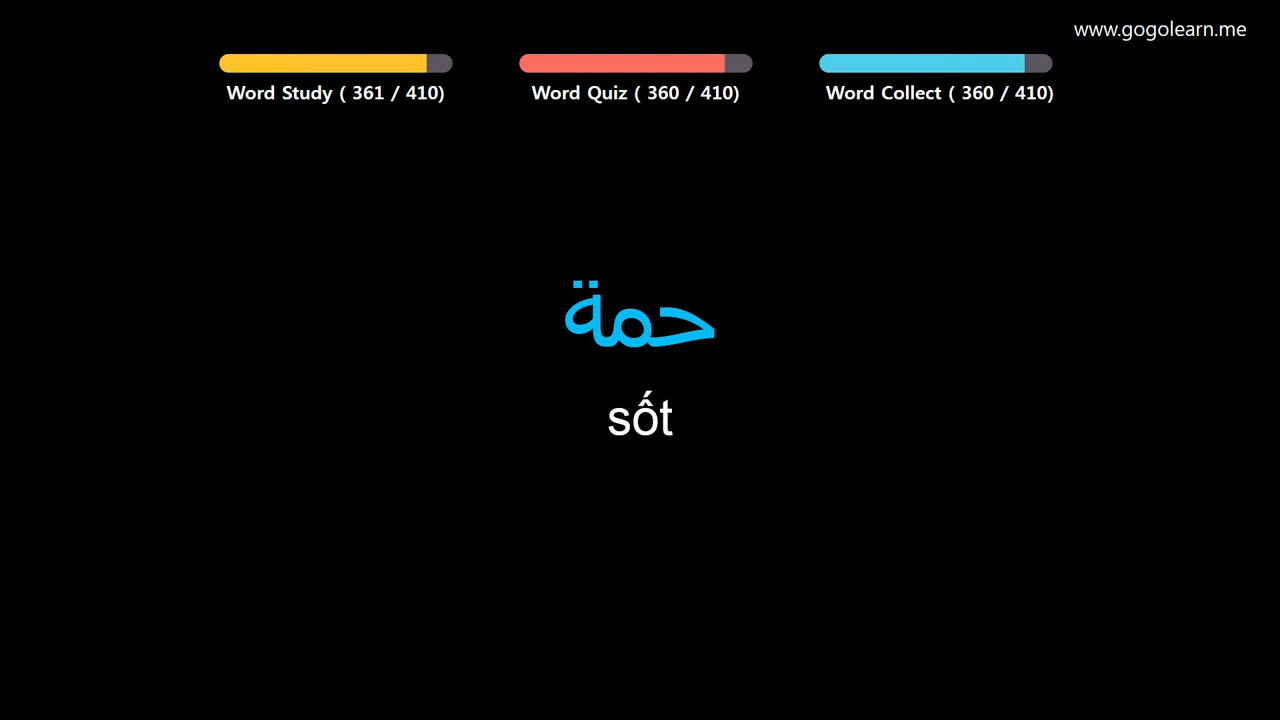 www.gogolearn.me
Word Study ( 361 / 410)
Word Quiz ( 360 / 410)
Word Collect ( 360 / 410)
حمة
sốt